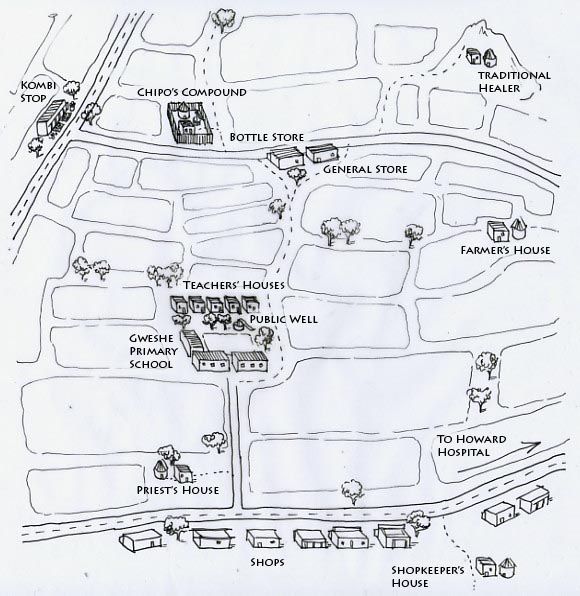 Kombi
Stop
Chipo's Compound
Traditional
Healer
Bottle Store
General Store
Farmer's House
Teachers' Houses
Public Well
Gweshe
Primary
School
To Howard
Hospital
Priest's House
Shops
Shopkeeper's
House